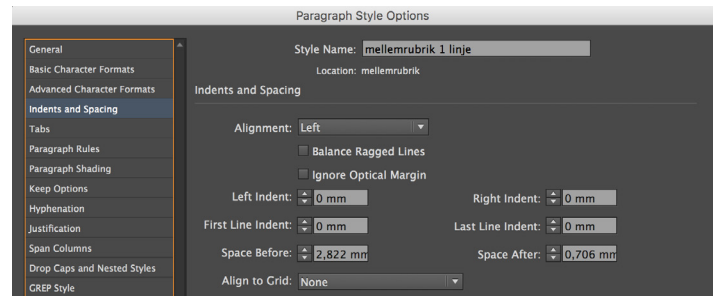 Paragraph Style Options
General
Basic Character Formats
Advanced Character Formats
Indents and Spacing
Tabs
Paragraph Rules
Paragraph Shading
Keep Options
Hyphenation
Justification
Span Columns
Drop Caps and Nested Styles
GREP Style
Style Name: mellemrubrik 1 linje
Location: mellemrubrik
Indents and Spacing
Alignment: Left
Balance Ragged Lines
Ignore Optical Margin
Left Indent: 0 mm Right Indent: 0 mm
First Line Indent: 0 mm Last Line Indent: 0 mm
Space Before: 2,822 mm Space After: 0,706 mm
Align to Grid: None